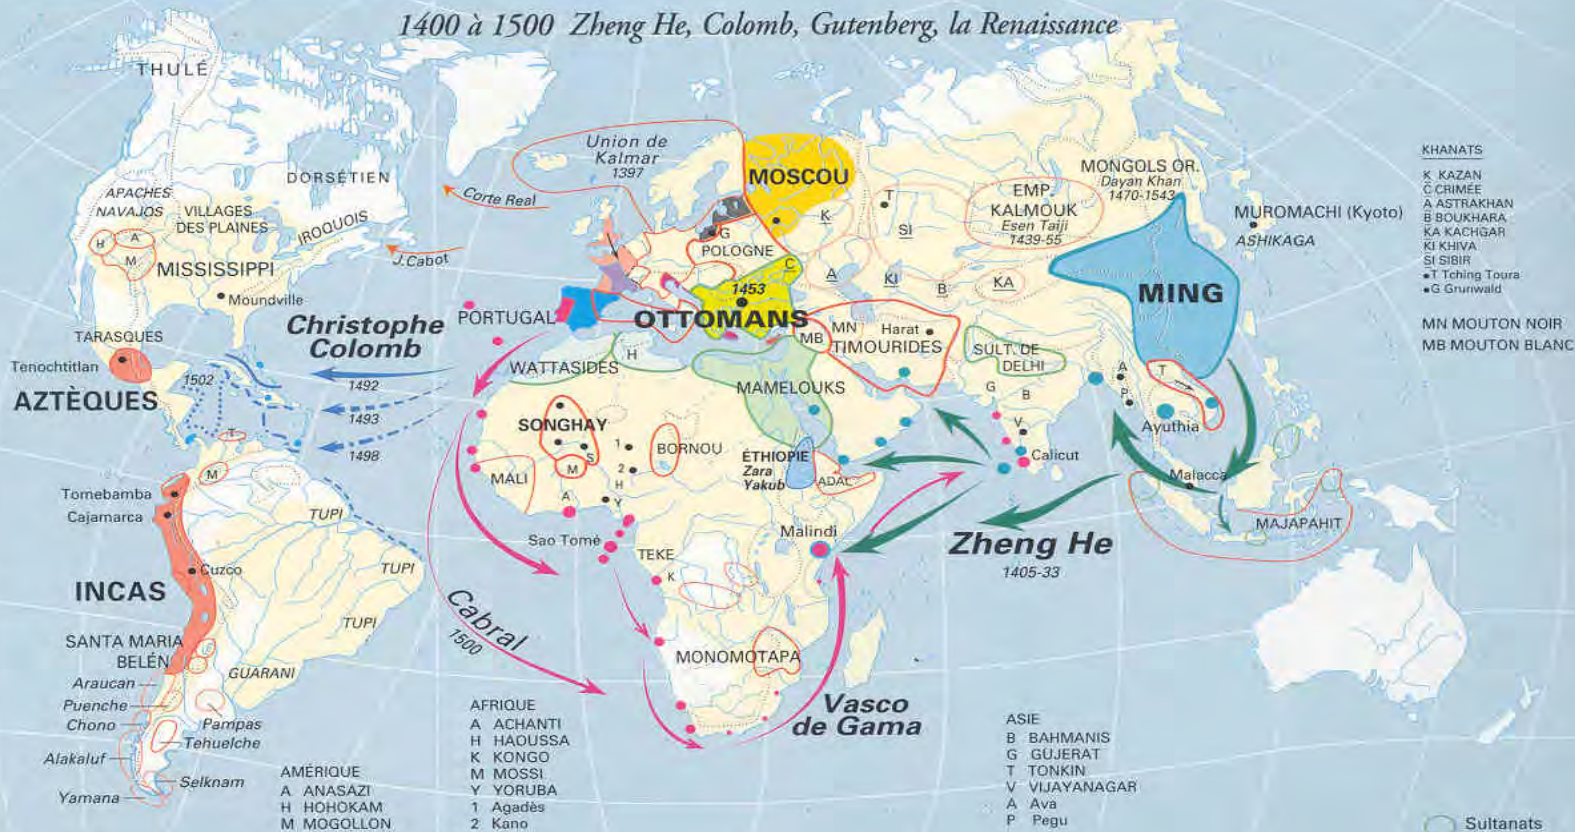 1400 à 1500 Zheng He, Colomb, Gutenberg, la Renaissance
THULÉ
DORSÉTIEN
APACHES
NAVAJOS
VILLAGES
DES PLAINES
IROQUOIS
H
A
M
MISSISSIPPI
Moundville
TARASQUES
Tenochtitlan
AZTÈQUES
Corte Real
J.Cabot
Christophe
Colomb
1492
1493
1498
1502
T
M
Tomebamba
Cajamarca
Cuzco
INCAS
TUPI
TUPI
TUPI
GUARANI
SANTA MARIA
BELÉN
Araucan
Puenche
Chono
Alakaluf
Yamana
Pampas
Tehuelche
Selknam
AMÉRIQUE
A ANASAZI
H HOHOKAM
M MOGOLLON
Union de
Kalmar
1397
MOSCOU
G
POLOGNE
PORTUGAL
1453
OTTOMANS
C
K
T
SI
A
KI
B
KA
EMP.
KALMOUK
Esen Taiji
1439-55
MONGOLS OR.
Dayan Khan
1470-1543
MING
MUROMACHI (Kyoto)
ASHIKAGA
KHANATS
K KAZAN
C CRIMÉE
A ASTRAKHAN
B BOUKHARA
KA KACHGAR
KI KHIVA
SI SIBIR
T Tching Toura
G Grunwald
MN MOUTON NOIR
MB MOUTON BLANC
MB
MN
Harat
TIMOURIDES
SULT. DE
DELHI
G
B
V
Calicut
A
P
T
Ayuthia
Malacca
MAJAPAHIT
Zheng He
1405-33
WATTASIDES
H
MAMELOUKS
SONGHAY
S
M
MALI
A
1
2
H
Y
BORNOU
ÉTHIOPIE
Zara
Yakub
ADAL
Sao Tomé
TEKE
K
Malindi
MONOMOTAPA
Cabral
1500
Vasco
de Gama
AFRIQUE
A ACHANTI
H HAOUSSA
K KONGO
M MOSSI
Y YORUBA
1 Agadès
2 Kano
ASIE
B BAHMANIS
G GUJERAT
T TONKIN
V VIJAYANAGAR
A Ava
P Pegu
Sultanats